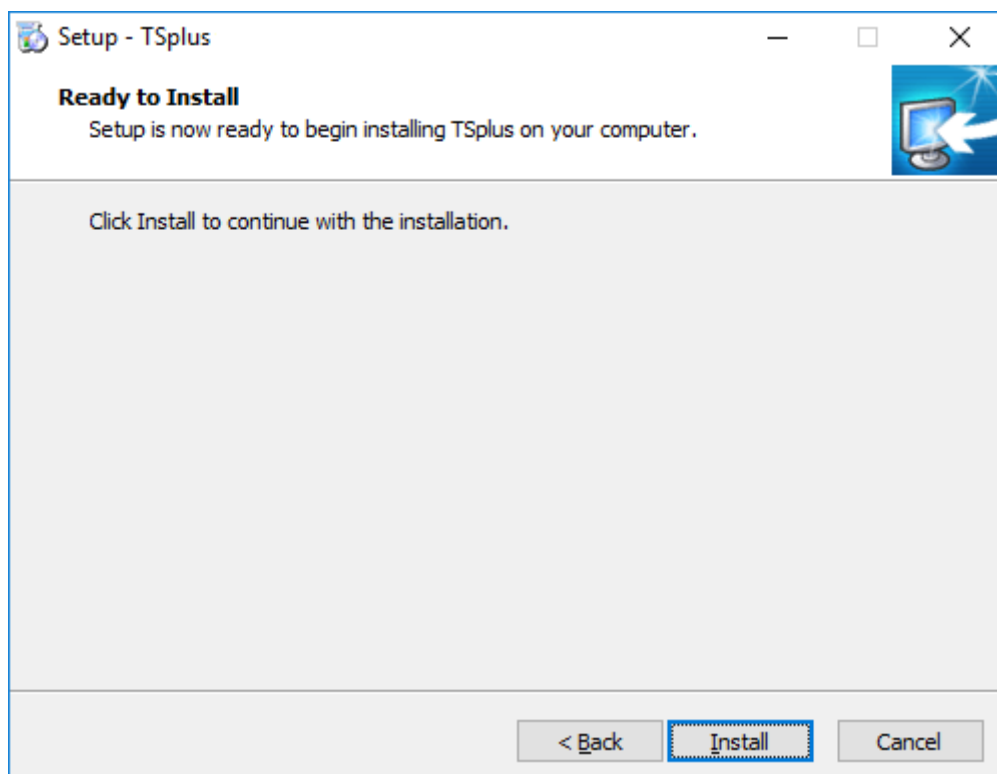 Setup - TSplus
Ready to Install
Setup is now ready to begin installing TSplus on your computer.
Click Install to continue with the installation.
< Back
Install
Cancel